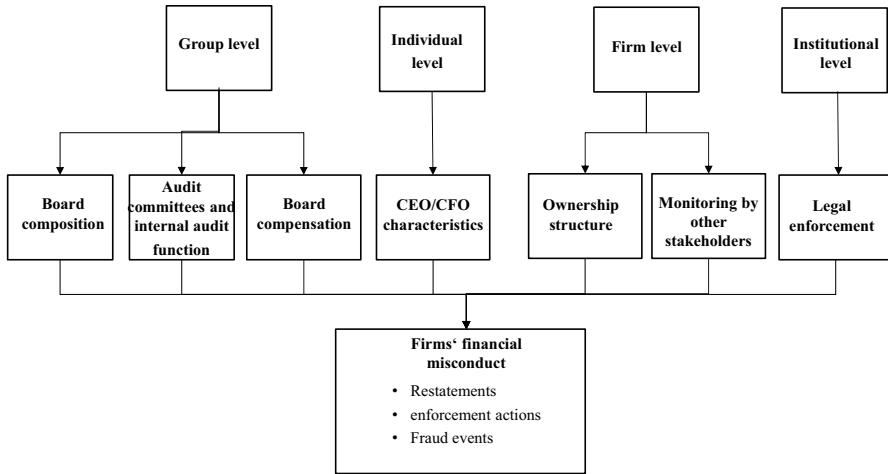 Group level
Individual
level
Firm level
Institutional
level
Board
composition
Audit
committees and
internal audit
function
Board
compensation
CEO/CFO
characteristics
Ownership
structure
Monitoring by
other
stakeholders
Legal
enforcement
Firms‘ financial
misconduct
• Restatements
• enforcement actions
• Fraud events